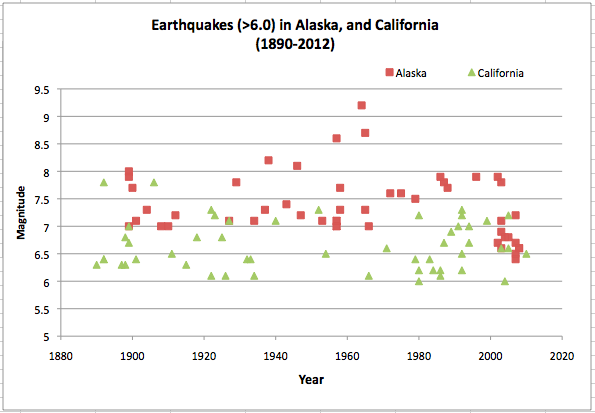 Earthquakes (>6.0) in Alaska, and California
(1890-2012)
Alaska California
9.5
9
8.5
8
7.5
7
6.5
6
5.5
5
Magnitude
1880 1900 1920 1940 1960 1980 2000 2020
Year